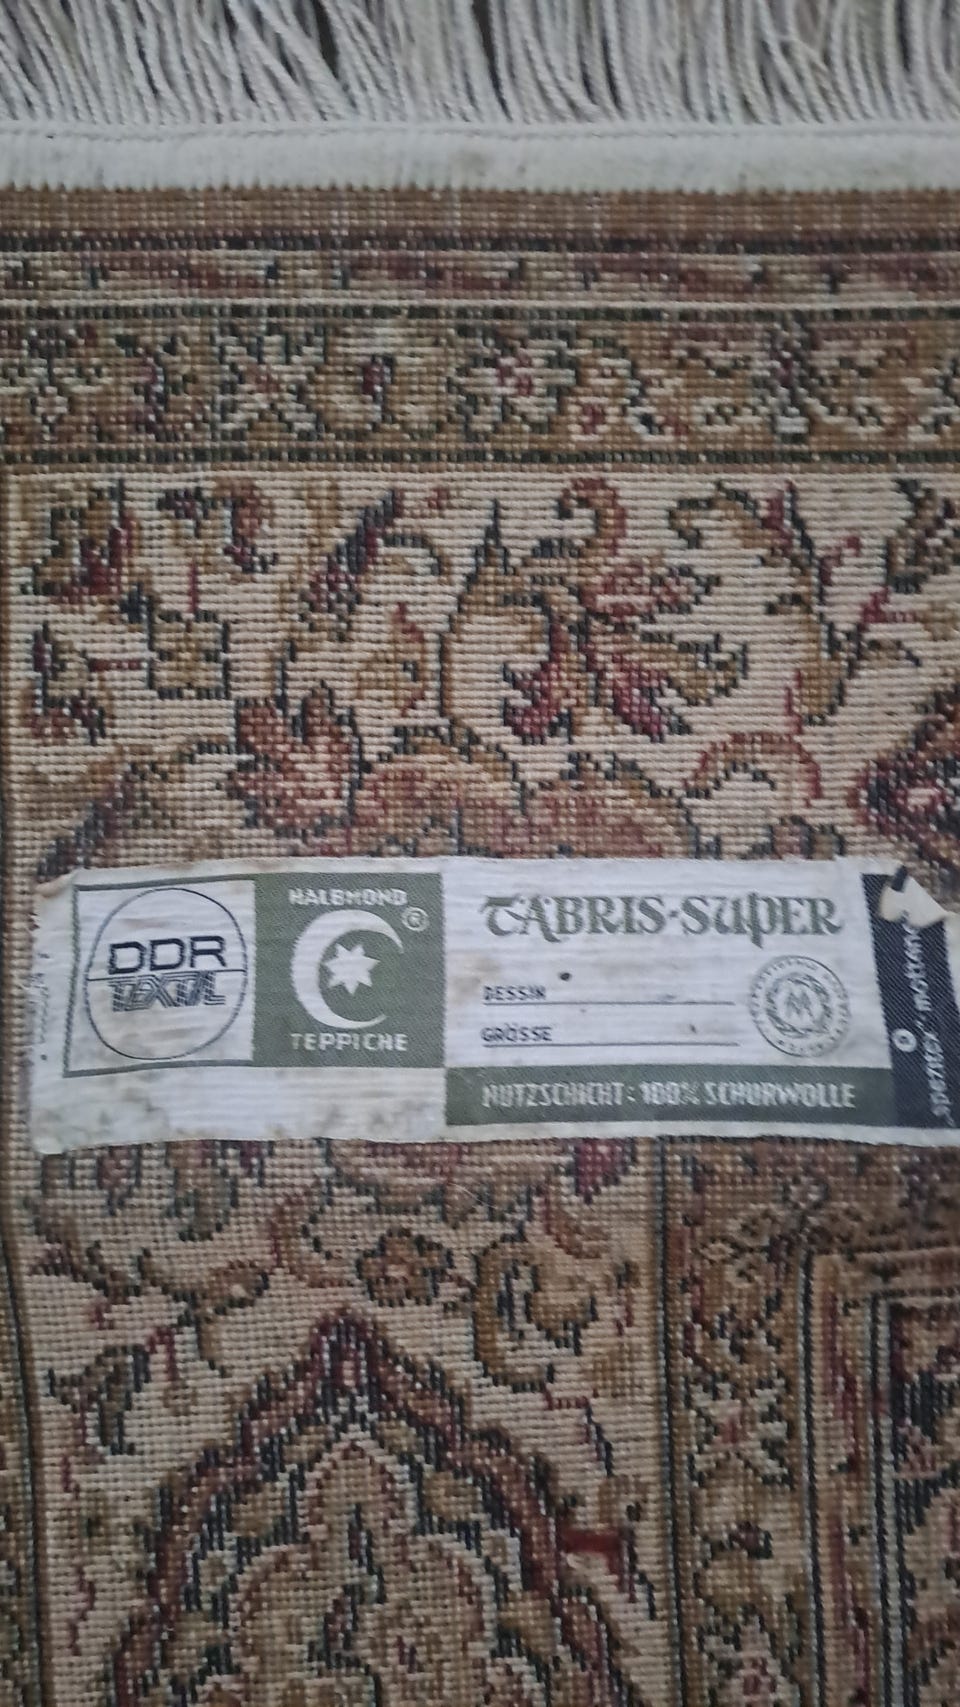 DDR
TEXTIL
HALBMOND
®
TEPPICHE
TABRIS-SUPER
DESSIN
GRÖSSE
M
NUTZSCHICHT: 100% SCHURWOLLE